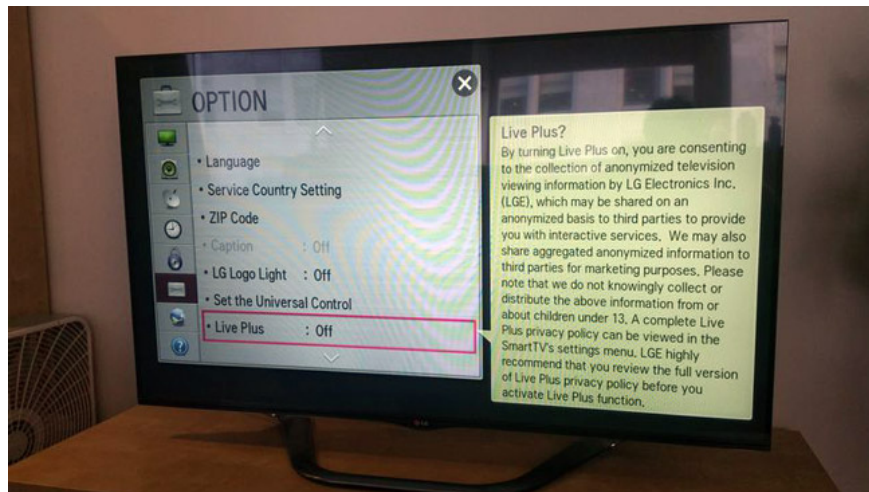 OPTION
• Language
• Service Country Setting
• ZIP Code
• Caption : Off
• LG Logo Light : Off
• Set the Universal Control
• Live Plus : Off
Live Plus?
By turning Live Plus on, you are consenting
to the collection of anonymized television
viewing information by LG Electronics Inc.
(LGE), which may be shared on an
anonymized basis to third parties to provide
you with interactive services. We may also
share aggregated anonymized information to
third parties for marketing purposes. Please
note that we do not knowingly collect or
distribute the above information from or
about children under 13. A complete Live
Plus privacy policy can be viewed in the
SmartTV's settings menu. LGE highly
recommend that you review the full version
of Live Plus privacy policy before you
activate Live Plus function.
LG